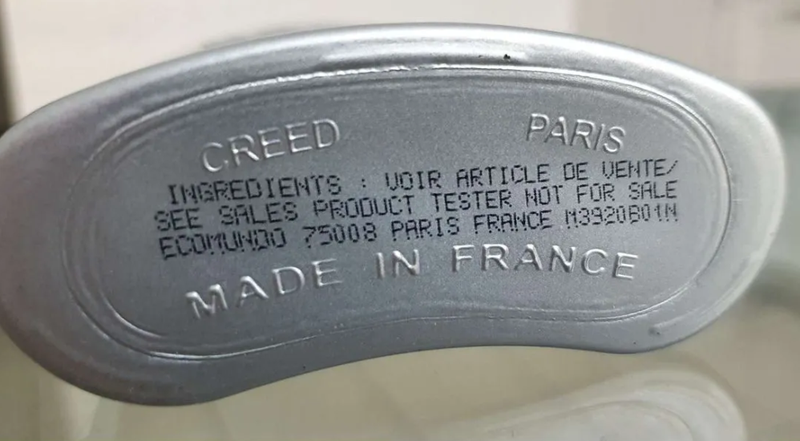 CREED PARIS
INGREDIENTS : VOIR ARTICLE DE VENTE/
SEE SALES PRODUCT TESTER NOT FOR SALE
ECOMUNDO 75008 PARIS FRANCE M3920B01N
MADE IN FRANCE